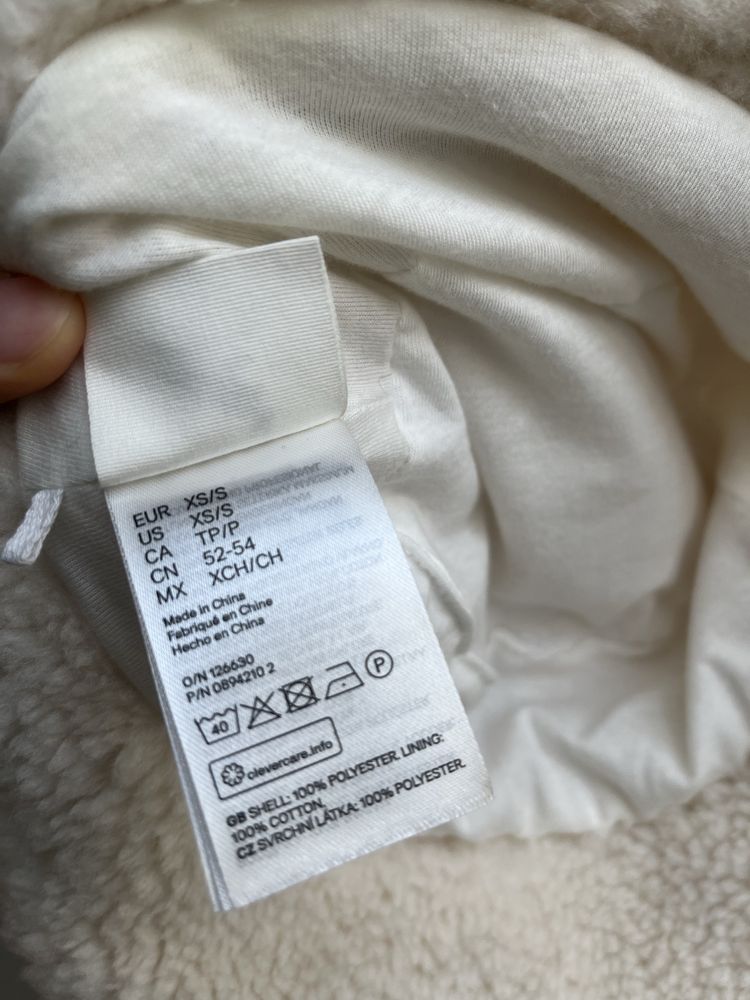 EUR XS/S
US XS/S
CA TP/P
CN 52-54
MX XCH/CH
Made in China
Fabriqué en Chine
Hecho en China
O/N 126630
P/N 0894210 2
40 P
clevercare.info
GB SHELL: 100% POLYESTER. LINING:
100% COTTON.
CZ SVRCHNÍ LÁTKA: 100% POLYESTER.